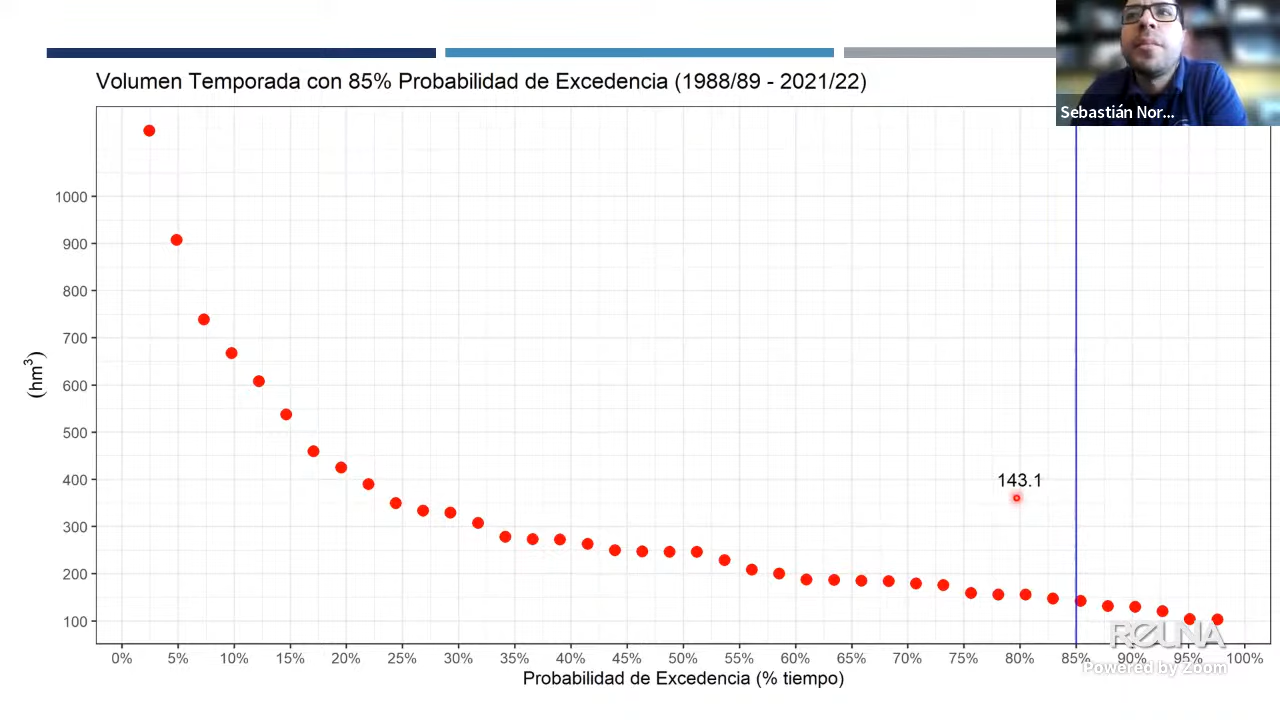 Volumen Temporada con 85% Probabilidad de Excedencia (1988/89 - 2021/22)
Sebastián Nor...
1000
900
800
700
600
500
400
300
200
100
(hm³)
143.1
0% 5% 10% 15% 20% 25% 30% 35% 40% 45% 50% 55% 60% 65% 70% 75% 80% 85% 90% 95% 100%
Probabilidad de Excedencia (% tiempo)
REUNA
Powered by Zoom